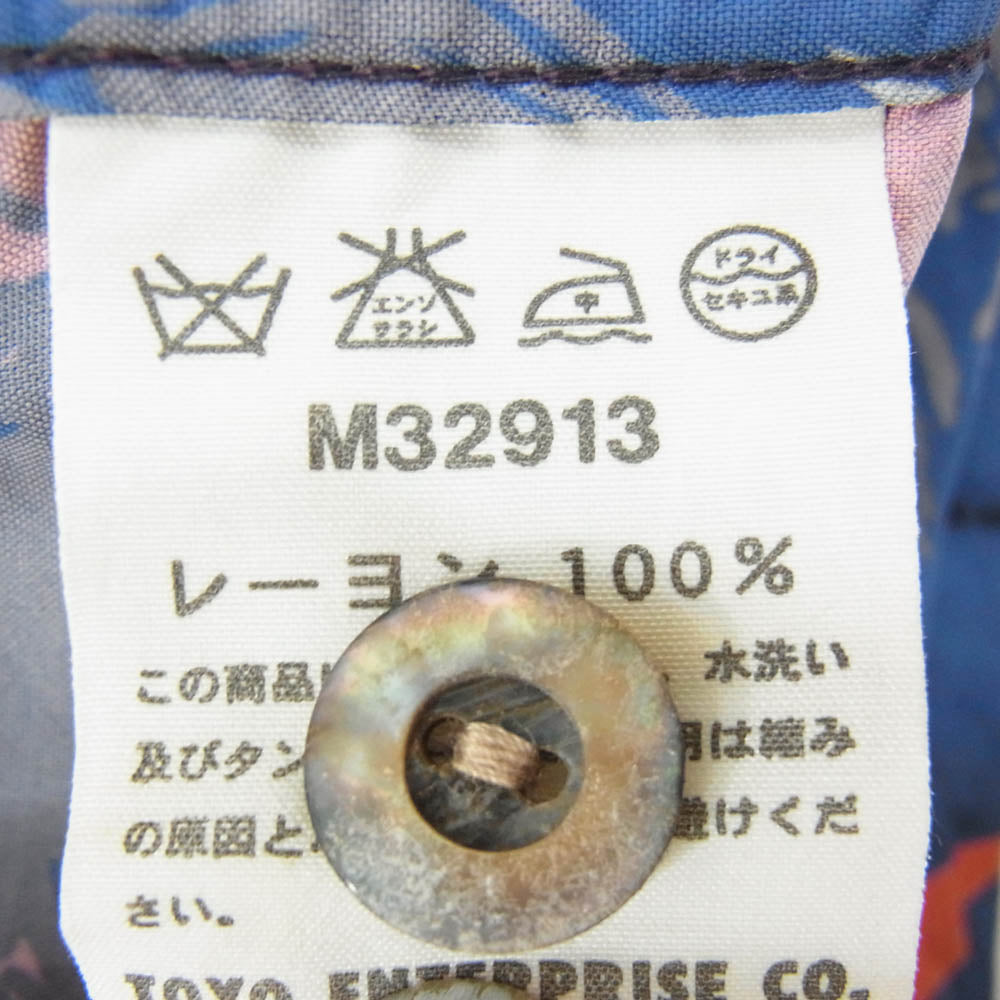 エンソ
サラシ
中
ドライ
セキユ系
M32913
レーヨン 100%
この商品 水洗い
及びタン 用は縮み
の原因と 避けくだ
さい。
TOYO ENTERPRISE CO.